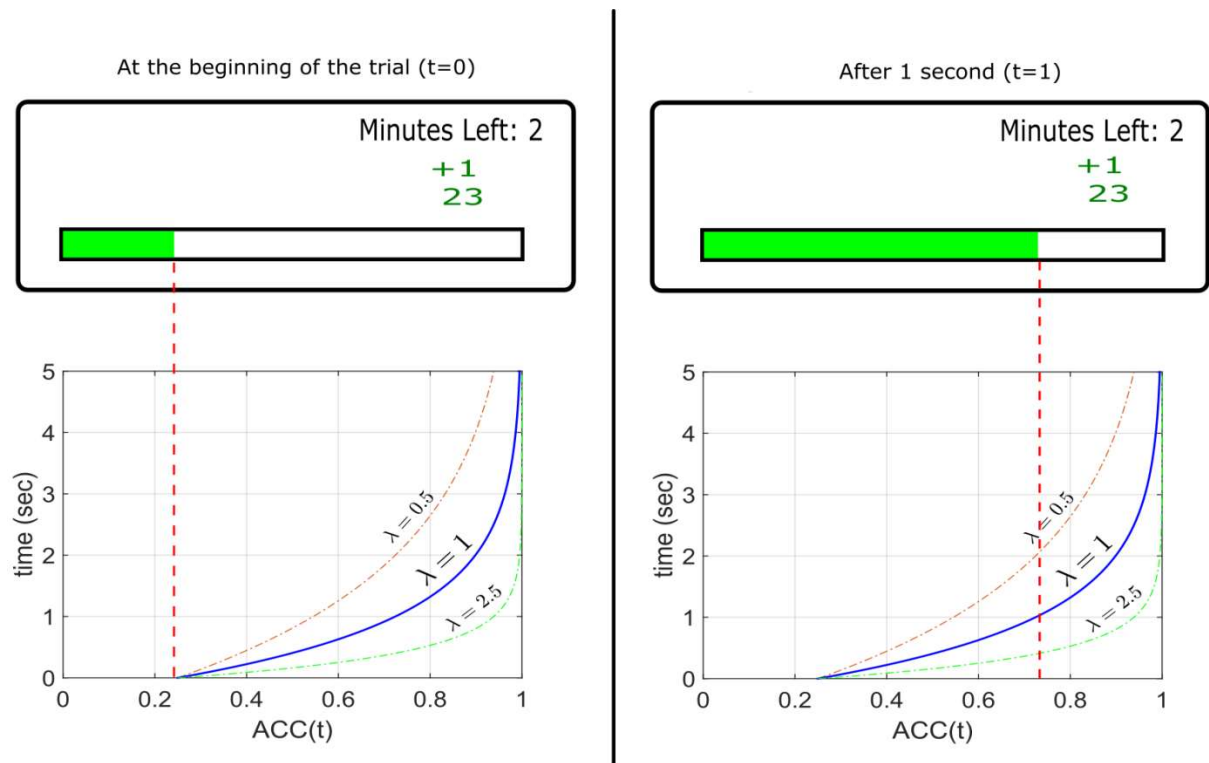 At the beginning of the trial (t=0)
Minutes Left: 2
+1
23
5
4
3
2
1
0
time (sec)
λ = 0.5
λ = 1
λ = 2.5
0 0.2 0.4 0.6 0.8 1
ACC(t)
After 1 second (t=1)
Minutes Left: 2
+1
23
5
4
3
2
1
0
time (sec)
λ = 0.5
λ = 1
λ = 2.5
0 0.2 0.4 0.6 0.8 1
ACC(t)